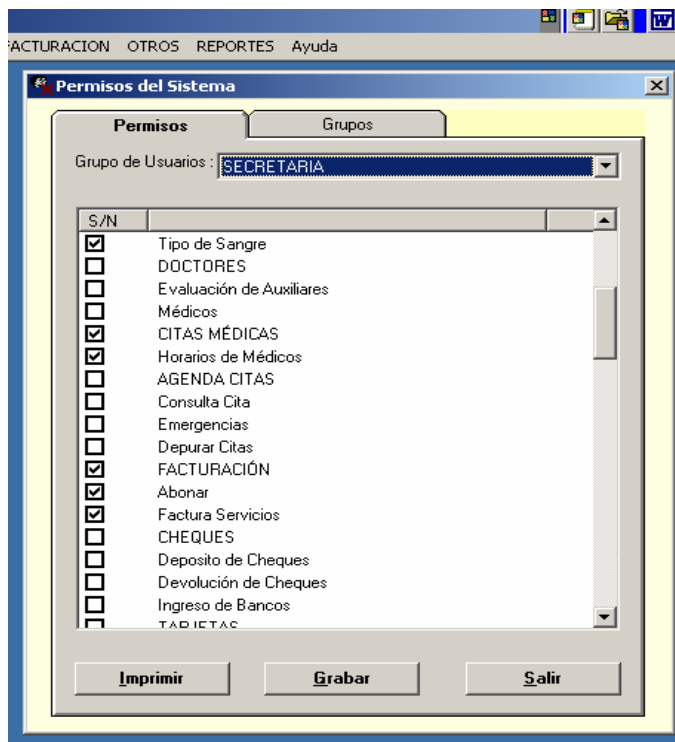 FACTURACION OTROS REPORTES Ayuda
Permisos del Sistema
Permisos Grupos
Grupo de Usuarios : SECRETARIA
S/N
Tipo de Sangre
DOCTORES
Evaluación de Auxiliares
Médicos
CITAS MÉDICAS
Horarios de Médicos
AGENDA CITAS
Consulta Cita
Emergencias
Depurar Citas
FACTURACIÓN
Abonar
Factura Servicios
CHEQUES
Deposito de Cheques
Devolución de Cheques
Ingreso de Bancos
TARJETAS
Imprimir Grabar Salir